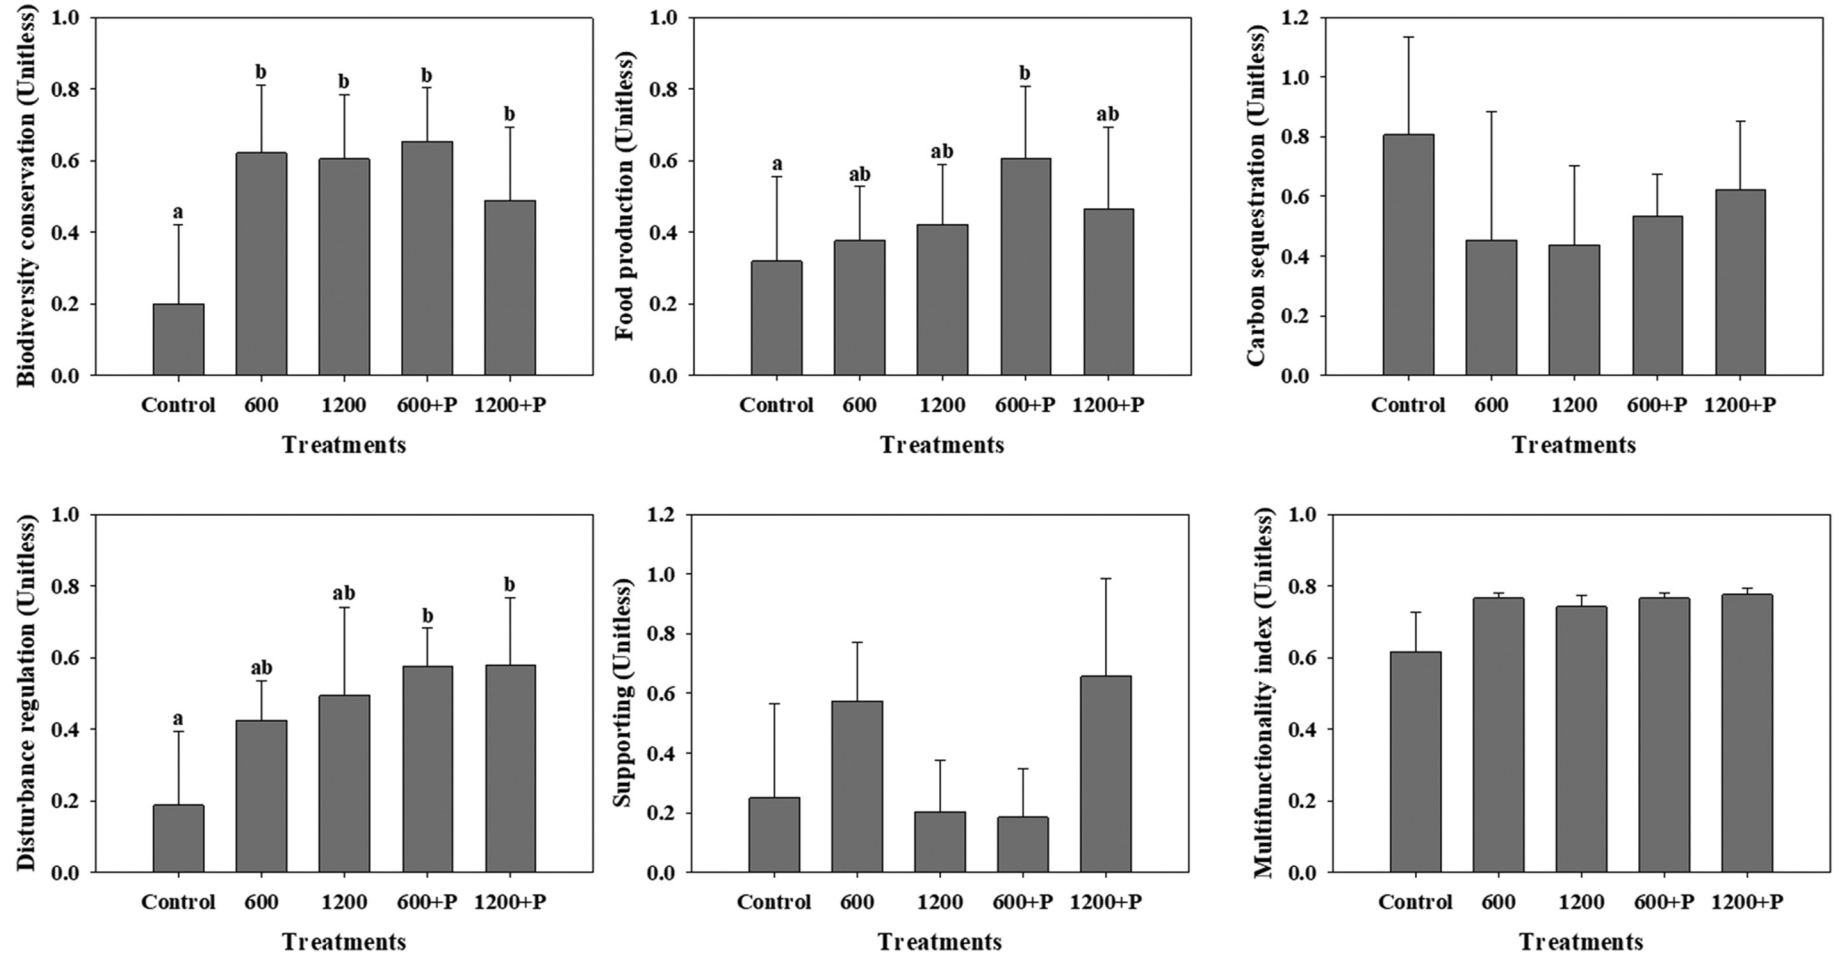 Biodiversity conservation (Unitless)
1.0
0.8
0.6
0.4
0.2
0.0
a
b
b
b
b
Control 600 1200 600+P 1200+P
Treatments
Food production (Unitless)
1.0
0.8
0.6
0.4
0.2
0.0
a
ab
ab
b
ab
Control 600 1200 600+P 1200+P
Treatments
Carbon sequestration (Unitless)
1.2
1.0
0.8
0.6
0.4
0.2
0.0
Control 600 1200 600+P 1200+P
Treatments
Disturbance regulation (Unitless)
1.0
0.8
0.6
0.4
0.2
0.0
a
ab
ab
b
b
Control 600 1200 600+P 1200+P
Treatments
Supporting (Unitless)
1.2
1.0
0.8
0.6
0.4
0.2
0.0
Control 600 1200 600+P 1200+P
Treatments
Multifunctionality index (Unitless)
1.0
0.8
0.6
0.4
0.2
0.0
Control 600 1200 600+P 1200+P
Treatments